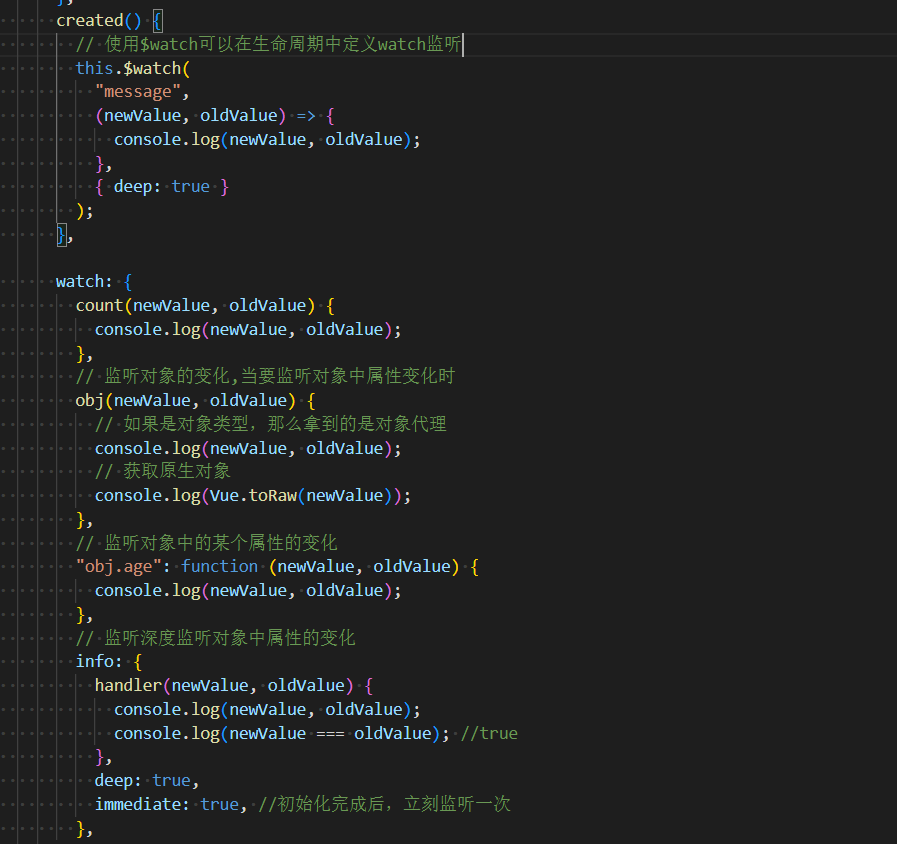 },
created() {
// 使用$watch可以在生命周期中定义watch监听
this.$watch(
"message",
(newValue, oldValue) => {
console.log(newValue, oldValue);
},
{ deep: true }
);
},
watch: {
count(newValue, oldValue) {
console.log(newValue, oldValue);
},
// 监听对象的变化,当要监听对象中属性变化时
obj(newValue, oldValue) {
// 如果是对象类型，那么拿到的是对象代理
console.log(newValue, oldValue);
// 获取原生对象
console.log(Vue.toRaw(newValue));
},
// 监听对象中的某个属性的变化
"obj.age": function (newValue, oldValue) {
console.log(newValue, oldValue);
},
// 监听深度监听对象中属性的变化
info: {
handler(newValue, oldValue) {
console.log(newValue, oldValue);
console.log(newValue === oldValue); //true
},
deep: true,
immediate: true, //初始化完成后，立刻监听一次
},